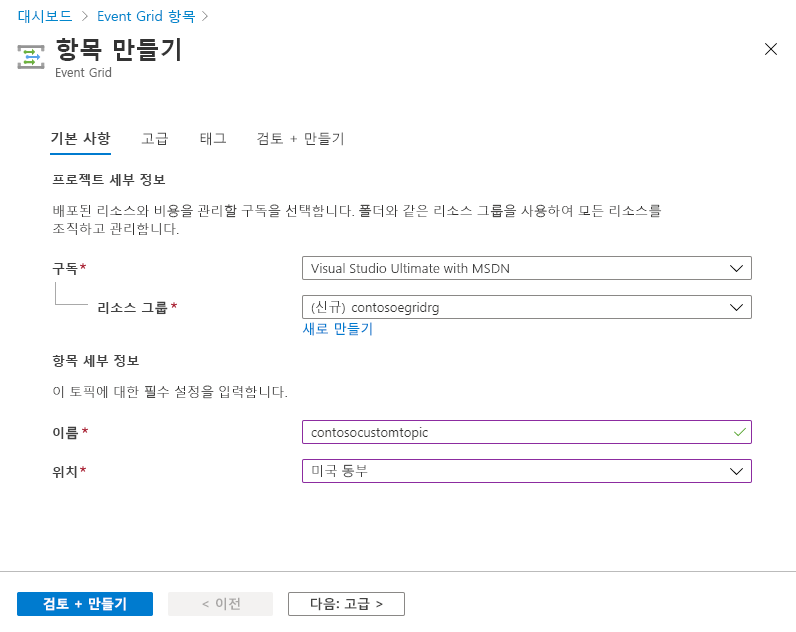 대시보드 > Event Grid 항목 >
항목 만들기
Event Grid
기본 사항 고급 태그 검토 + 만들기
프로젝트 세부 정보
배포된 리소스와 비용을 관리할 구독을 선택합니다. 폴더와 같은 리소스 그룹을 사용하여 모든 리소스를
조직하고 관리합니다.
구독* Visual Studio Ultimate with MSDN
리소스 그룹* (신규) contosoegridrg
새로 만들기
항목 세부 정보
이 토픽에 대한 필수 설정을 입력합니다.
이름* contosocustomtopic
위치* 미국 동부
검토 + 만들기 < 이전 다음: 고급 >